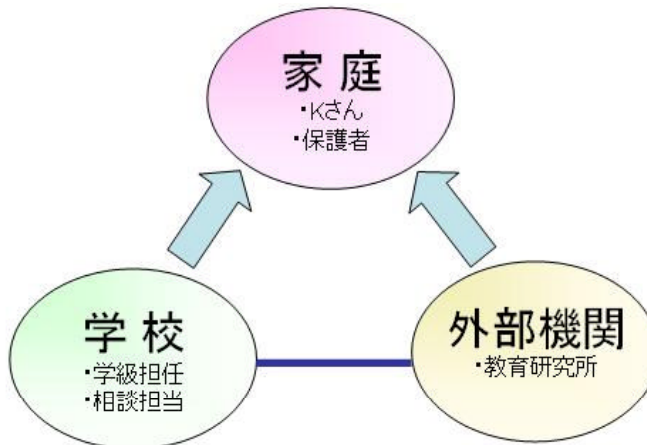 家庭
・Kさん
・保護者
学校
・学級担任
・相談担当
外部機関
・教育研究所